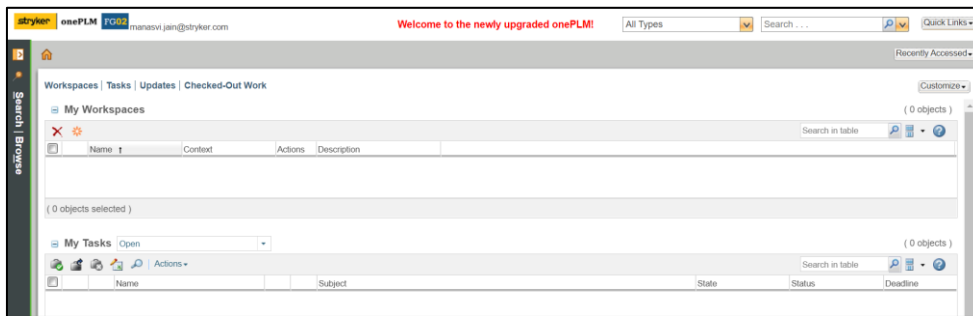 stryker onePLM FG02 manasvi.jain@stryker.com Welcome to the newly upgraded onePLM! All Types Search . . . Quick Links
Recently Accessed
Search | Browse
Workspaces | Tasks | Updates | Checked-Out Work Customize
My Workspaces ( 0 objects )
Search in table
Name Context Actions Description
( 0 objects selected )
My Tasks Open ( 0 objects )
Actions Search in table
Name Subject State Status Deadline